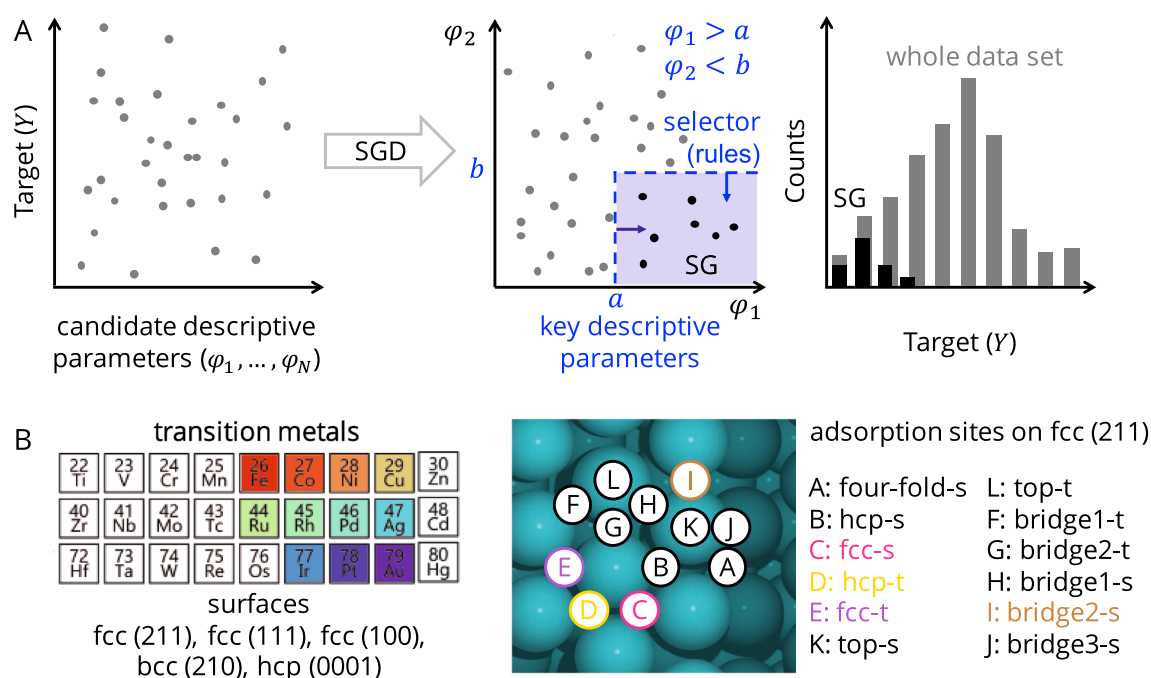 A
Target (Y)
candidate descriptive
parameters (φ₁, ..., φ_N)
SGD
φ₂
φ₁ > a
φ₂ < b
selector
(rules)
b
SG
a
φ₁
key descriptive
parameters
whole data set
Counts
SG
Target (Y)
B
transition metals
22 23 24 25 26 27 28 29 30
Ti V Cr Mn Fe Co Ni Cu Zn
40 41 42 43 44 45 46 47 48
Zr Nb Mo Tc Ru Rh Pd Ag Cd
72 73 74 75 76 77 78 79 80
Hf Ta W Re Os Ir Pt Au Hg
surfaces
fcc (211), fcc (111), fcc (100),
bcc (210), hcp (0001)
L
I
F
H
G
K
J
E
B
A
D
C
adsorption sites on fcc (211)
A: four-fold-s
B: hcp-s
C: fcc-s
D: hcp-t
E: fcc-t
K: top-s
L: top-t
F: bridge1-t
G: bridge2-t
H: bridge1-s
I: bridge2-s
J: bridge3-s